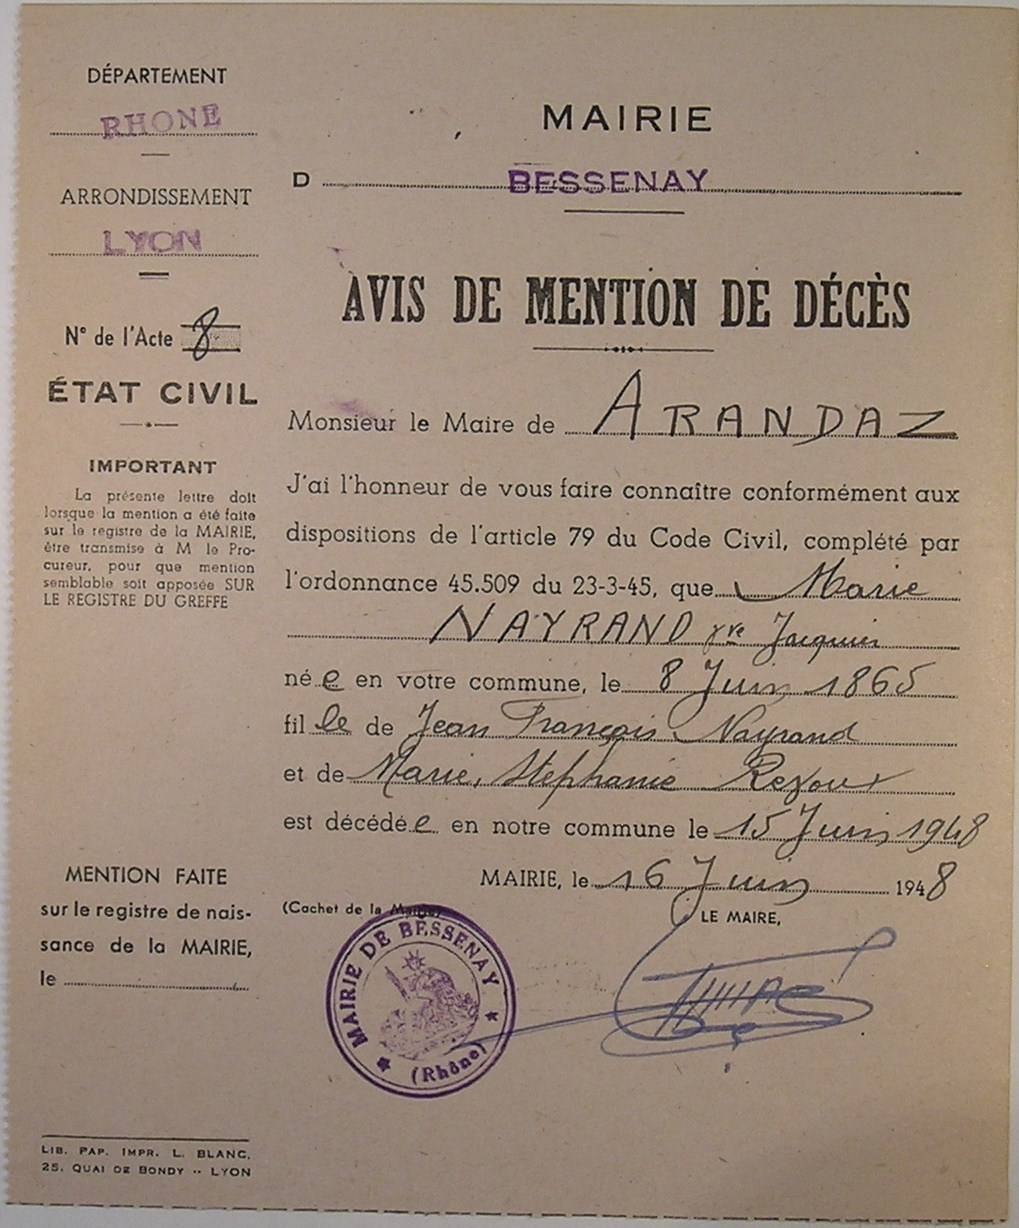 DÉPARTEMENT
RHONE
ARRONDISSEMENT
LYON
N° de l'Acte 8
ÉTAT CIVIL
IMPORTANT
La présente lettre doit
lorsque la mention a été faite
sur le registre de la MAIRIE,
être transmise à M le Pro-
cureur, pour que mention
semblable soit apposée SUR
LE REGISTRE DU GREFFE
MENTION FAITE
sur le registre de nais-
sance de la MAIRIE,
le
LIB. PAP. IMPR. L. BLANC,
25, QUAI DE BONDY -- LYON
MAIRIE
D BESSENAY
AVIS DE MENTION DE DÉCÈS
Monsieur le Maire de ARANDAZ
J'ai l'honneur de vous faire connaître conformément aux
dispositions de l'article 79 du Code Civil, complété par
l'ordonnance 45.509 du 23-3-45, que Marie
NAYRAND vve Jacquier
née en votre commune, le 8 Juin 1865
fille de Jean François Nayrand
et de Marie, Stéphanie
est décédée en notre commune le 15 Juin 1948
MAIRIE, le 16 Juin 1948
(Cachet de la Mairie)
LE MAIRE,
MAIRIE DE BESSENAY
(Rhône)